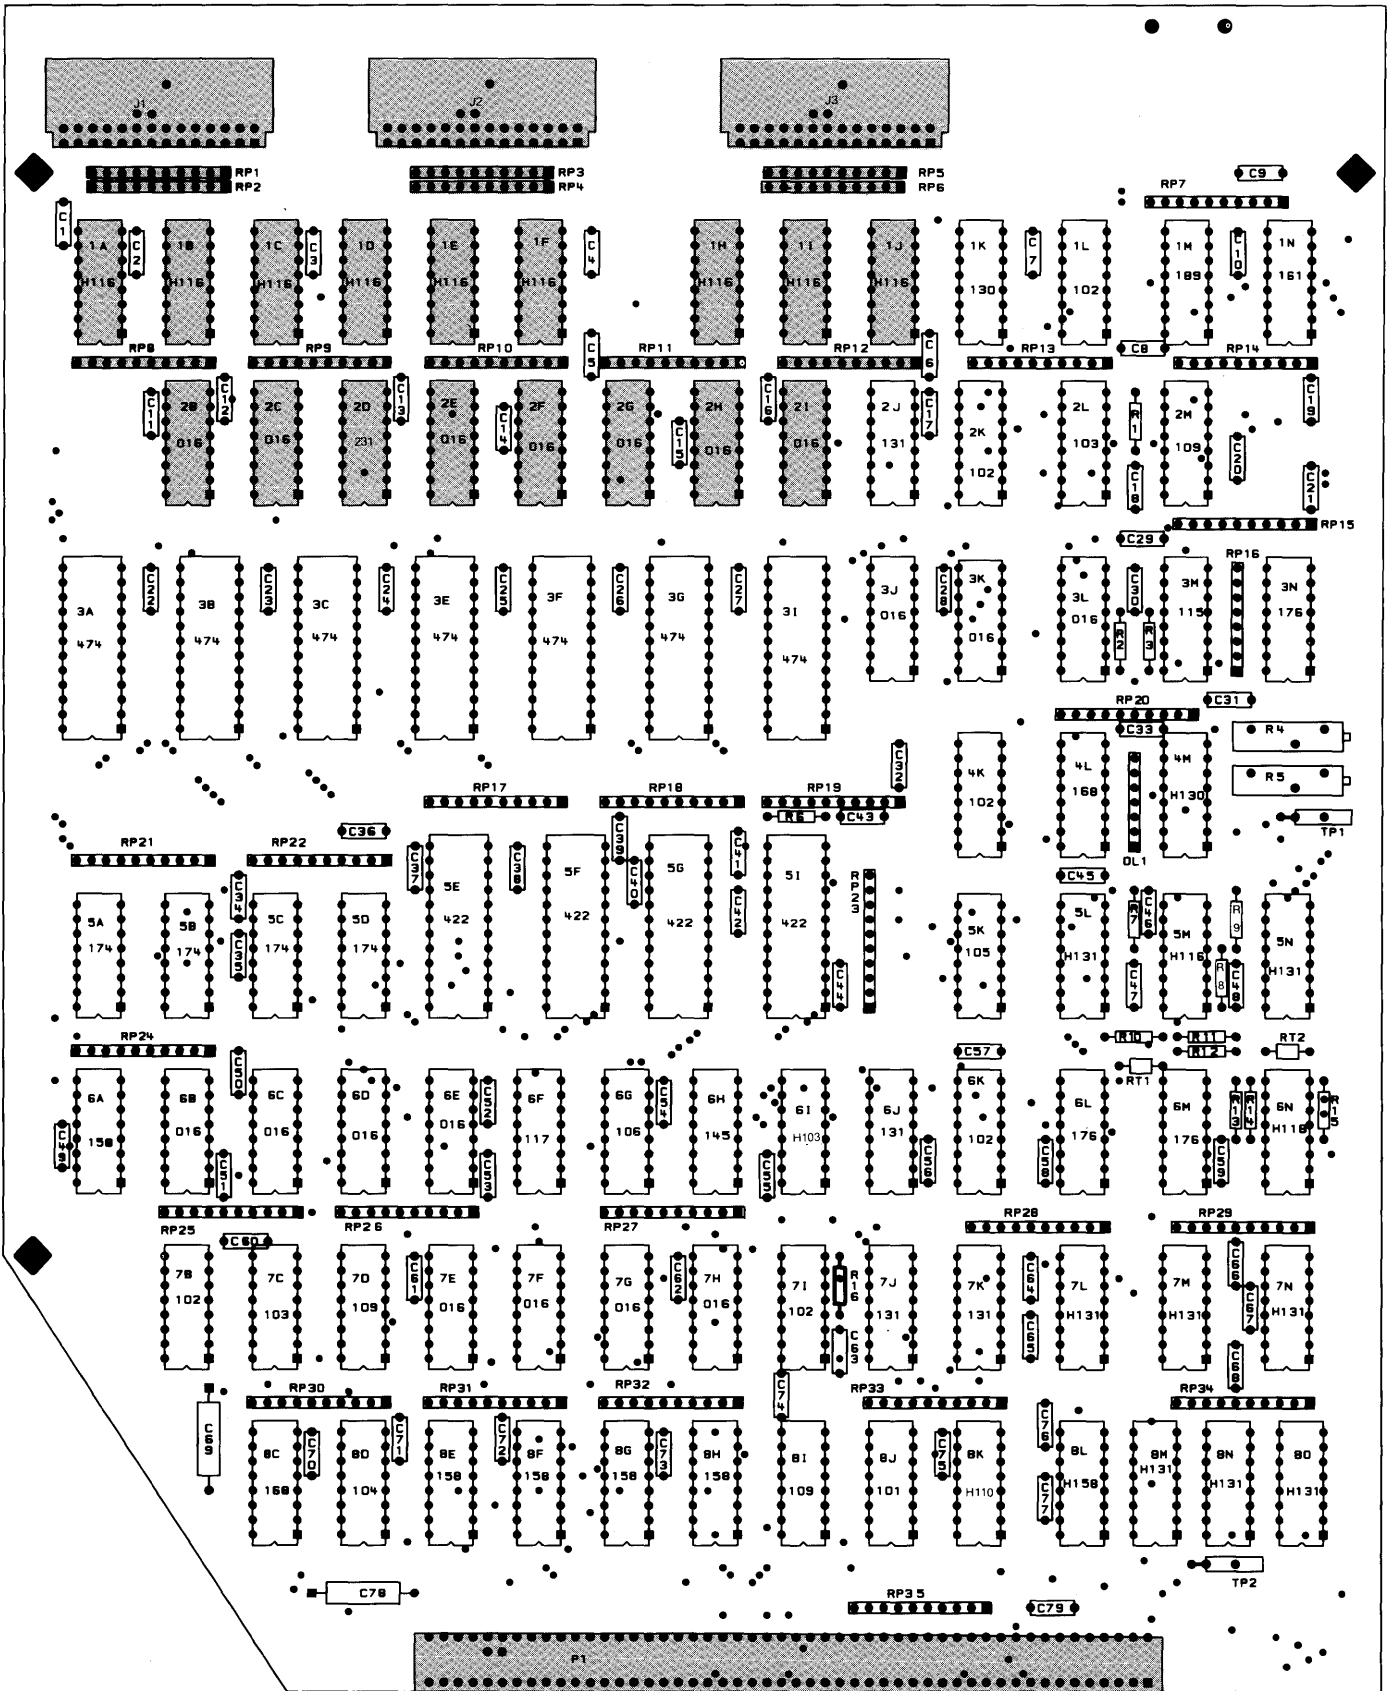 J1 J2 J3
RP1 RP3 RP5 C9
RP2 RP4 RP6 RP7
C1 1A C2 1B 1C C3 1D 1E 1F C4 1H 1I 1J 1K C7 1L 1M C10 1N
H116 H116 H116 H116 H116 H116 H116 H116 H116 130 102 189 161
RP8 RP9 RP10 C5 RP11 RP12 C6 RP13 C8 RP14
C11 2B C12 2C 2D C13 2E C14 2F 2G C15 2H C16 2I 2J C17 2K 2L R1 2M C19
016 016 231 016 016 016 016 016 131 102 103 C18 109 C20 C21
C29 RP15
RP16
3A C22 3B C23 3C C24 3E C25 3F C26 3G C27 3I 3J C28 3K 3L C30 3M 3N
474 474 474 474 474 474 474 016 016 016 R2 R3 115 176
RP20 C31
C33 R4
C32 4K 4L 4M R5
RP17 RP18 RP19 102 168 H130
C36 C39 R6 C43 TP1
RP21 RP22 DL1
C34 C37 5E C38 5F C40 5G C41 5I RP23 C45
5A 5B 5C 5D 422 422 422 C42 422 5K 5L R7 C46 5M R9 5N
174 174 C35 174 174 C44 105 H131 C47 H116 R8 C48 H131
RP24 R10 R11 RT2
C50 C57 RT1 R12
6A 6B 6C 6D 6E C52 6F 6G C54 6H 6I 6J 6K 6L 6M R13 R14 6N R15
C49 158 016 C51 016 016 016 C53 117 106 145 C55 H103 131 C56 102 C58 176 176 C59 H118
RP25 RP26 RP27 RP28 RP29
C60
7B 7C 7D C61 7E 7F 7G C62 7H 7I R16 7J 7K C64 7L 7M C66 7N
102 103 109 016 016 016 016 102 C63 131 131 C65 H131 H131 C67 H131
C68
RP30 RP31 RP32 C74 RP33 RP34
C69 8C C70 8D C71 8E C72 8F 8G C73 8H 8I 8J C75 8K C76 8L 8M 8N 8O
168 104 158 158 158 158 109 101 H110 C77 H158 H131 H131 H131
TP2
C78 RP35 C79
P1